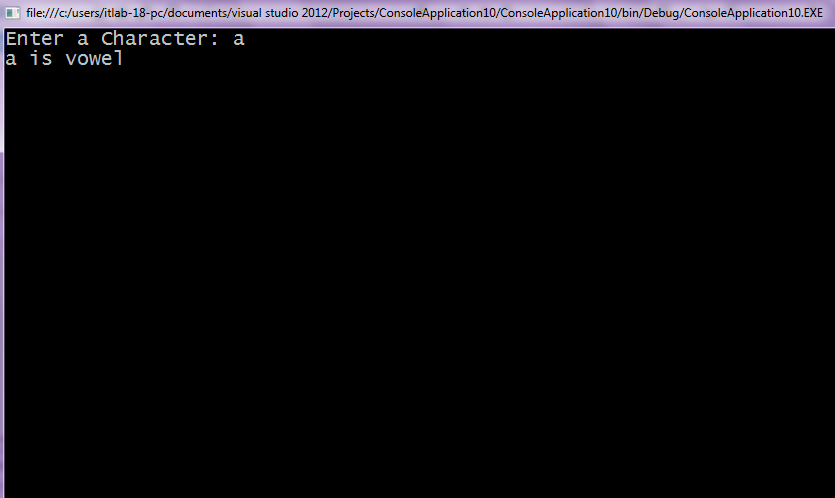 file:///c:/users/itlab-18-pc/documents/visual studio 2012/Projects/ConsoleApplication10/ConsoleApplication10/bin/Debug/ConsoleApplication10.EXE
Enter a Character: a
a is vowel